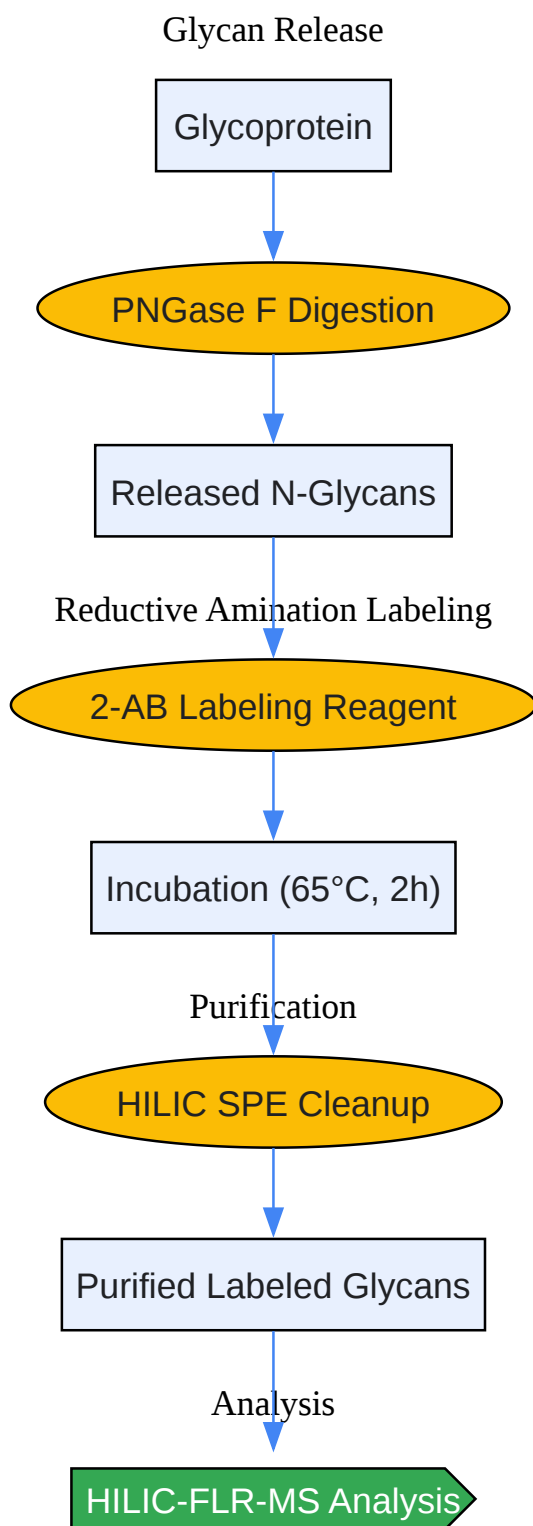 Glycan Release
Glycoprotein
PNGase F Digestion
Released N-Glycans
Reductive Amination Labeling
2-AB Labeling Reagent
Incubation (65°C, 2h)
Purification
HILIC SPE Cleanup
Purified Labeled Glycans
Analysis
HILIC-FLR-MS Analysis